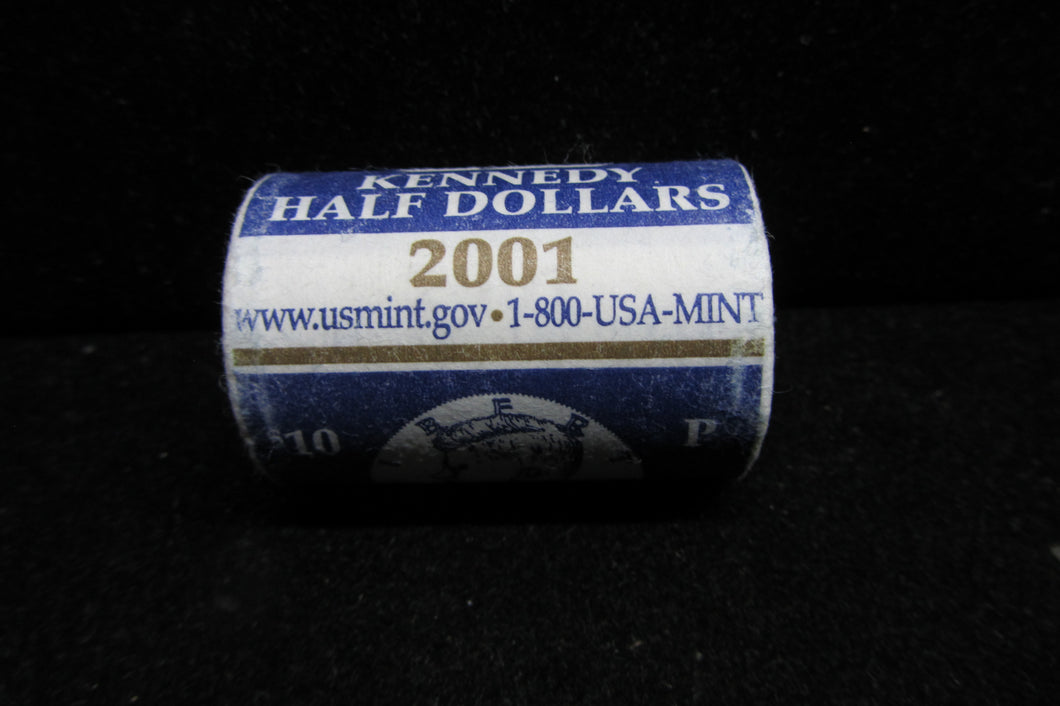 KENNEDY
HALF DOLLARS
2001
www.usmint.gov • 1-800-USA-MINT
$10 P